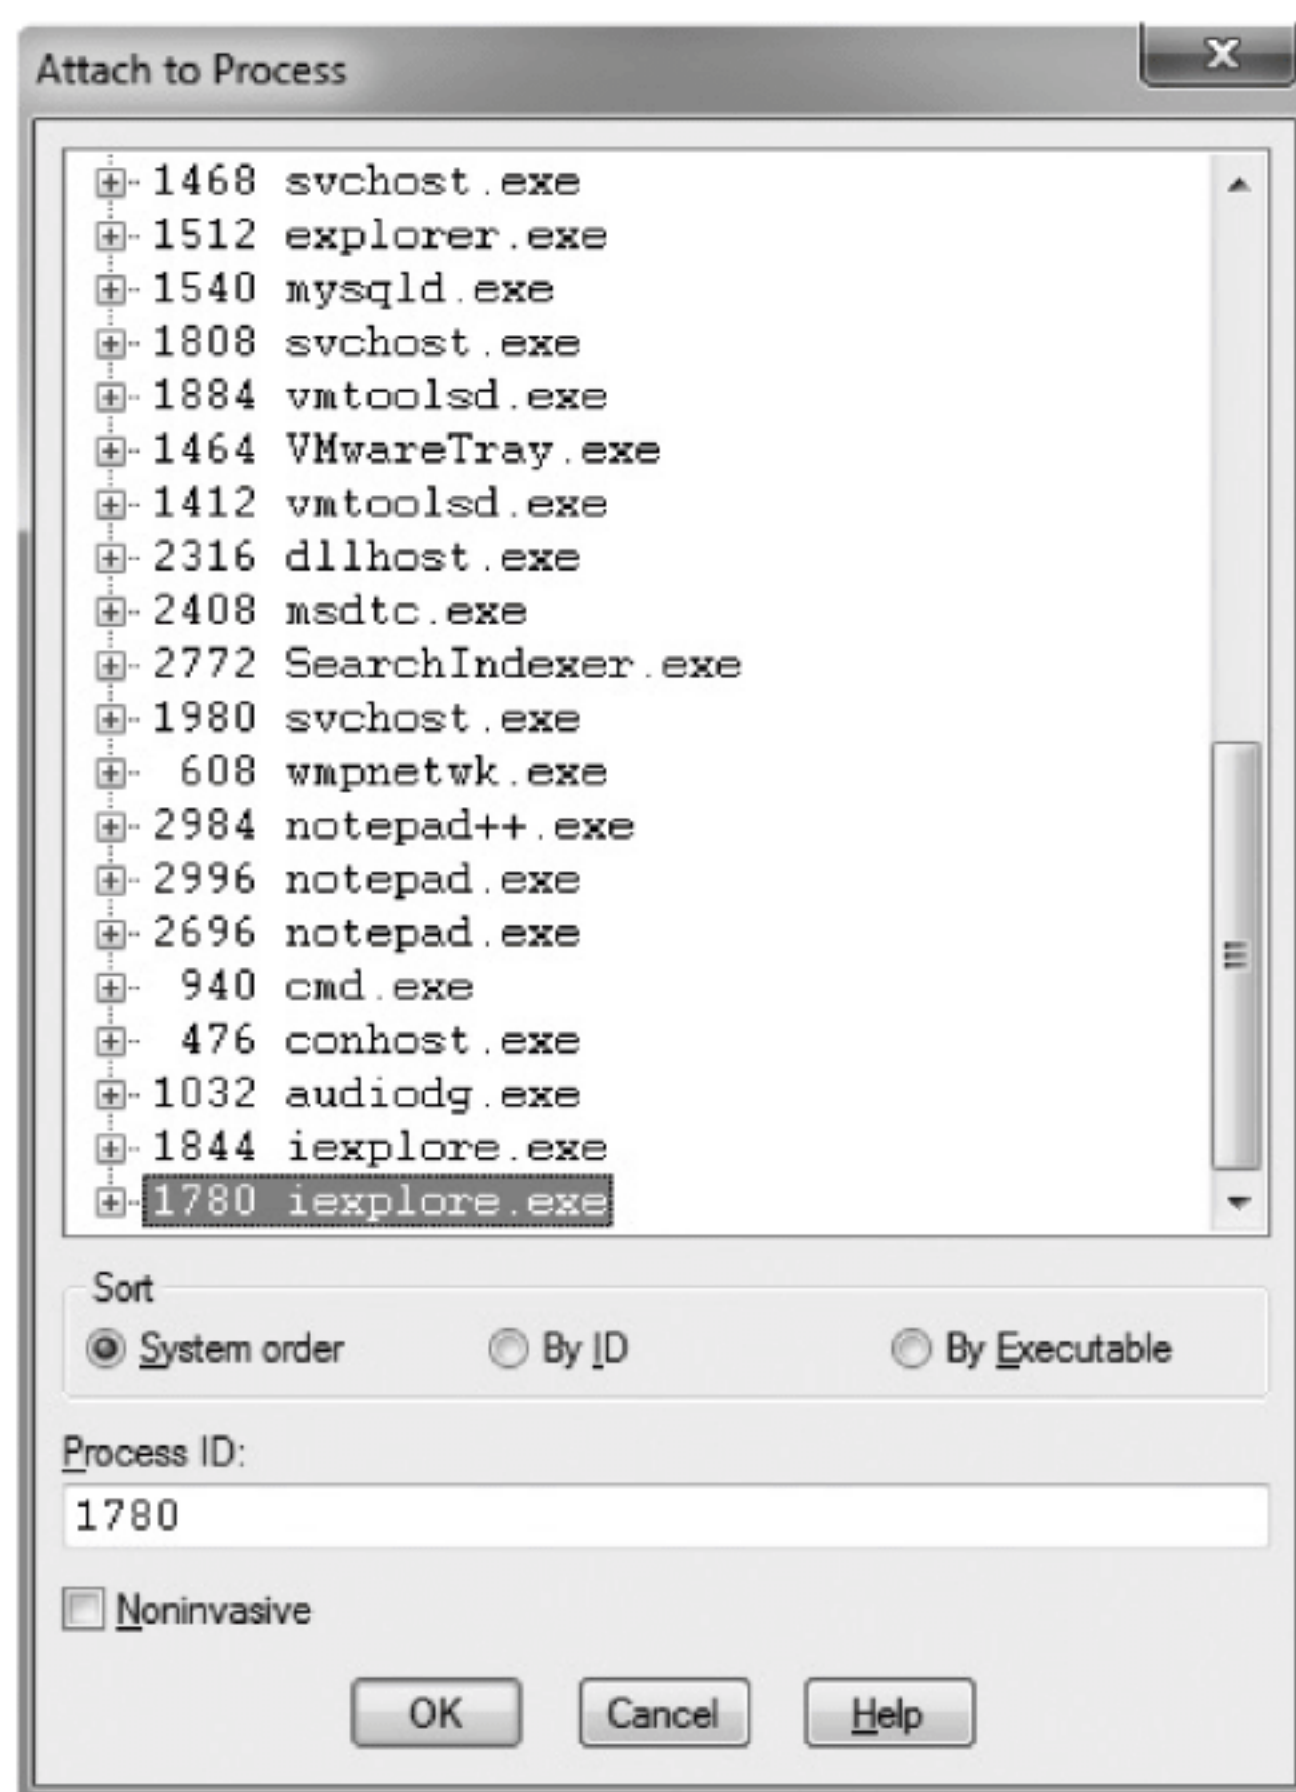 Attach to Process
1468 svchost.exe
1512 explorer.exe
1540 mysqld.exe
1808 svchost.exe
1884 vmtoolsd.exe
1464 VMwareTray.exe
1412 vmtoolsd.exe
2316 dllhost.exe
2408 msdtc.exe
2772 SearchIndexer.exe
1980 svchost.exe
608 wmpnetwk.exe
2984 notepad++.exe
2996 notepad.exe
2696 notepad.exe
940 cmd.exe
476 conhost.exe
1032 audiodg.exe
1844 iexplore.exe
1780 iexplore.exe
Sort
System order By ID By Executable
Process ID:
1780
Noninvasive
OK Cancel Help